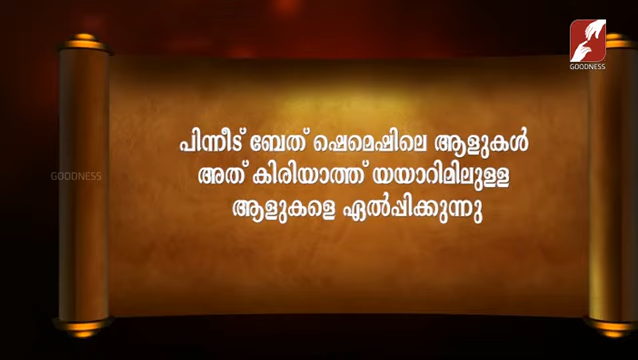 GOODNESS
GOODNESS
പിന്നീട് ബേത് ഷെമെഷിലെ ആളുകൾ
അത് കിരിയാത്ത് യയാറിമിലുള്ള
ആളുകളെ ഏൽപ്പിക്കുന്നു